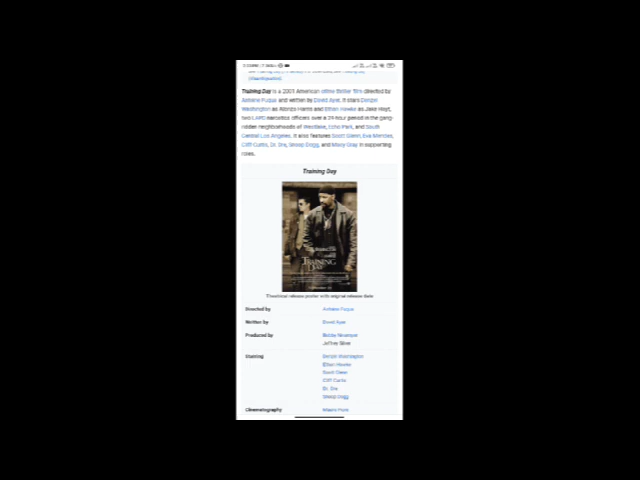 (disambiguation).
Training Day is a 2001 American crime thriller film directed by
Antoine Fuqua and written by David Ayer. It stars Denzel
Washington as Alonzo Harris and Ethan Hawke as Jake Hoyt,
two LAPD narcotics officers over a 24-hour period in the gang-
ridden neighborhoods of Westlake, Echo Park, and South
Central Los Angeles. It also features Scott Glenn, Eva Mendes,
Cliff Curtis, Dr. Dre, Snoop Dogg, and Macy Gray in supporting
roles.
Training Day
TRAINING
DAY
Theatrical release poster with original release date
Directed by Antoine Fuqua
Written by David Ayer
Produced by Bobby Newmyer
Jeffrey Silver
Starring Denzel Washington
Ethan Hawke
Scott Glenn
Cliff Curtis
Dr. Dre
Snoop Dogg
Cinematography Mauro Fiore